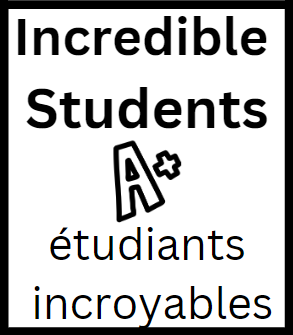 Incredible
Students
A+
étudiants
incroyables